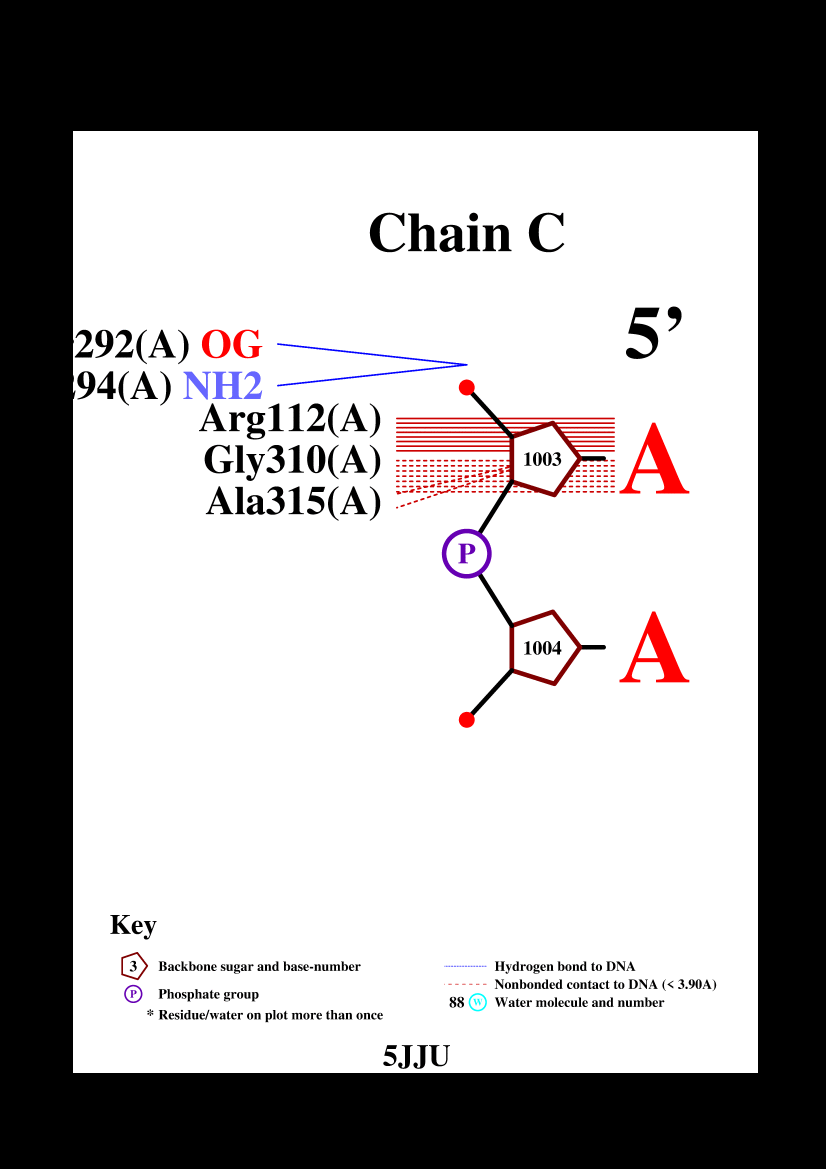 Chain C
5’
292(A) OG
294(A) NH2
Arg112(A)
Gly310(A)
Ala315(A)
1003
A
P
1004
A
Key
3 Backbone sugar and base-number
P Phosphate group
* Residue/water on plot more than once
Hydrogen bond to DNA
Nonbonded contact to DNA (< 3.90A)
88 W Water molecule and number
5JJU